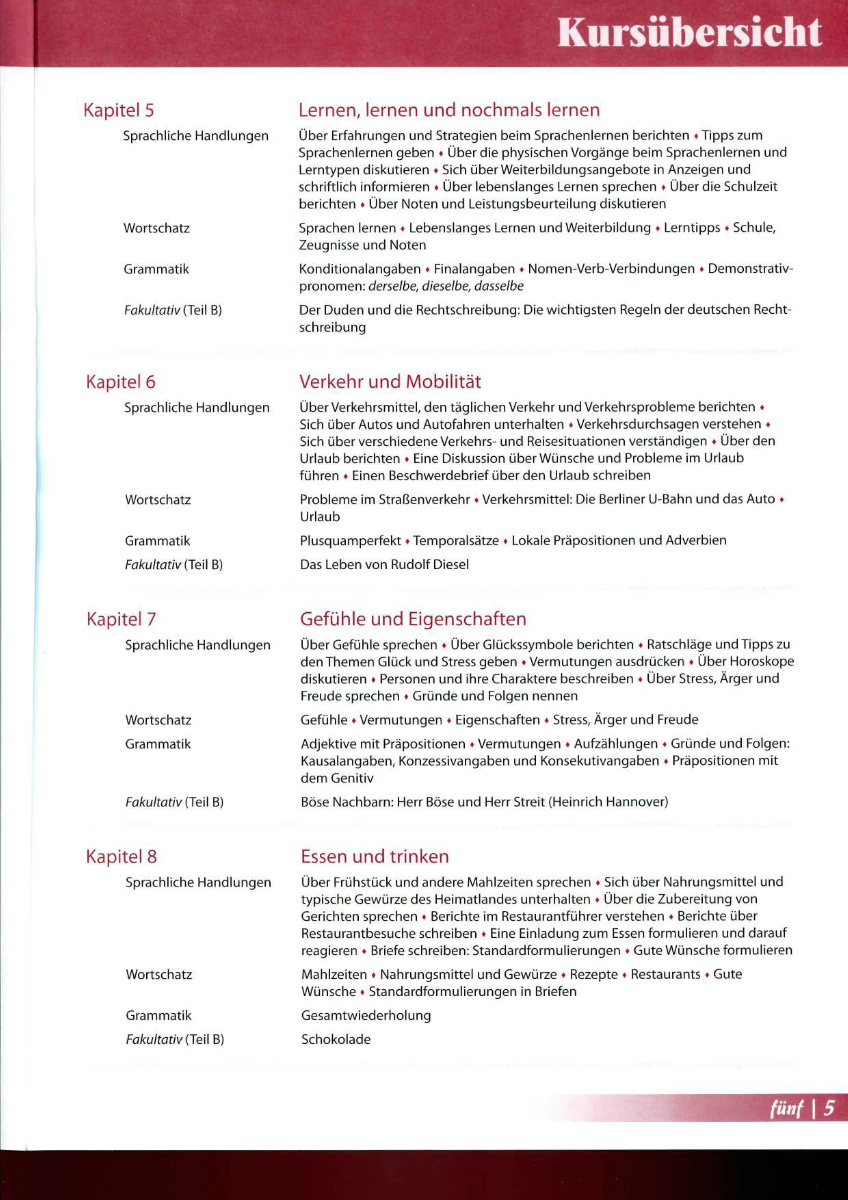 Kursübersicht
Kapitel 5
Lernen, lernen und nochmals lernen
Sprachliche Handlungen
Über Erfahrungen und Strategien beim Sprachenlernen berichten • Tipps zum
Sprachenlernen geben • Über die physischen Vorgänge beim Sprachenlernen und
Lerntypen diskutieren • Sich über Weiterbildungsangebote in Anzeigen und
schriftlich informieren • Über lebenslanges Lernen sprechen • Über die Schulzeit
berichten • Über Noten und Leistungsbeurteilung diskutieren
Wortschatz
Sprachen lernen • Lebenslanges Lernen und Weiterbildung • Lerntipps • Schule,
Zeugnisse und Noten
Grammatik
Konditionalangaben • Finalangaben • Nomen-Verb-Verbindungen • Demonstrativ-
pronomen: derselbe, dieselbe, dasselbe
Fakultativ (Teil B)
Der Duden und die Rechtschreibung: Die wichtigsten Regeln der deutschen Recht-
schreibung
Kapitel 6
Verkehr und Mobilität
Sprachliche Handlungen
Über Verkehrsmittel, den täglichen Verkehr und Verkehrsprobleme berichten •
Sich über Autos und Autofahren unterhalten • Verkehrsdurchsagen verstehen •
Sich über verschiedene Verkehrs- und Reisesituationen verständigen • Über den
Urlaub berichten • Eine Diskussion über Wünsche und Probleme im Urlaub
führen • Einen Beschwerdebrief über den Urlaub schreiben
Wortschatz
Probleme im Straßenverkehr • Verkehrsmittel: Die Berliner U-Bahn und das Auto •
Urlaub
Grammatik
Plusquamperfekt • Temporalsätze • Lokale Präpositionen und Adverbien
Fakultativ (Teil B)
Das Leben von Rudolf Diesel
Kapitel 7
Gefühle und Eigenschaften
Sprachliche Handlungen
Über Gefühle sprechen • Über Glückssymbole berichten • Ratschläge und Tipps zu
den Themen Glück und Stress geben • Vermutungen ausdrücken • Über Horoskope
diskutieren • Personen und ihre Charaktere beschreiben • Über Stress, Ärger und
Freude sprechen • Gründe und Folgen nennen
Wortschatz
Gefühle • Vermutungen • Eigenschaften • Stress, Ärger und Freude
Grammatik
Adjektive mit Präpositionen • Vermutungen • Aufzählungen • Gründe und Folgen:
Kausalangaben, Konzessivangaben und Konsekutivangaben • Präpositionen mit
dem Genitiv
Fakultativ (Teil B)
Böse Nachbarn: Herr Böse und Herr Streit (Heinrich Hannover)
Kapitel 8
Essen und trinken
Sprachliche Handlungen
Über Frühstück und andere Mahlzeiten sprechen • Sich über Nahrungsmittel und
typische Gewürze des Heimatlandes unterhalten • Über die Zubereitung von
Gerichten sprechen • Berichte im Restaurantführer verstehen • Berichte über
Restaurantbesuche schreiben • Eine Einladung zum Essen formulieren und darauf
reagieren • Briefe schreiben: Standardformulierungen • Gute Wünsche formulieren
Wortschatz
Mahlzeiten • Nahrungsmittel und Gewürze • Rezepte • Restaurants • Gute
Wünsche • Standardformulierungen in Briefen
Grammatik
Gesamtwiederholung
Fakultativ (Teil B)
Schokolade
fünf | 5